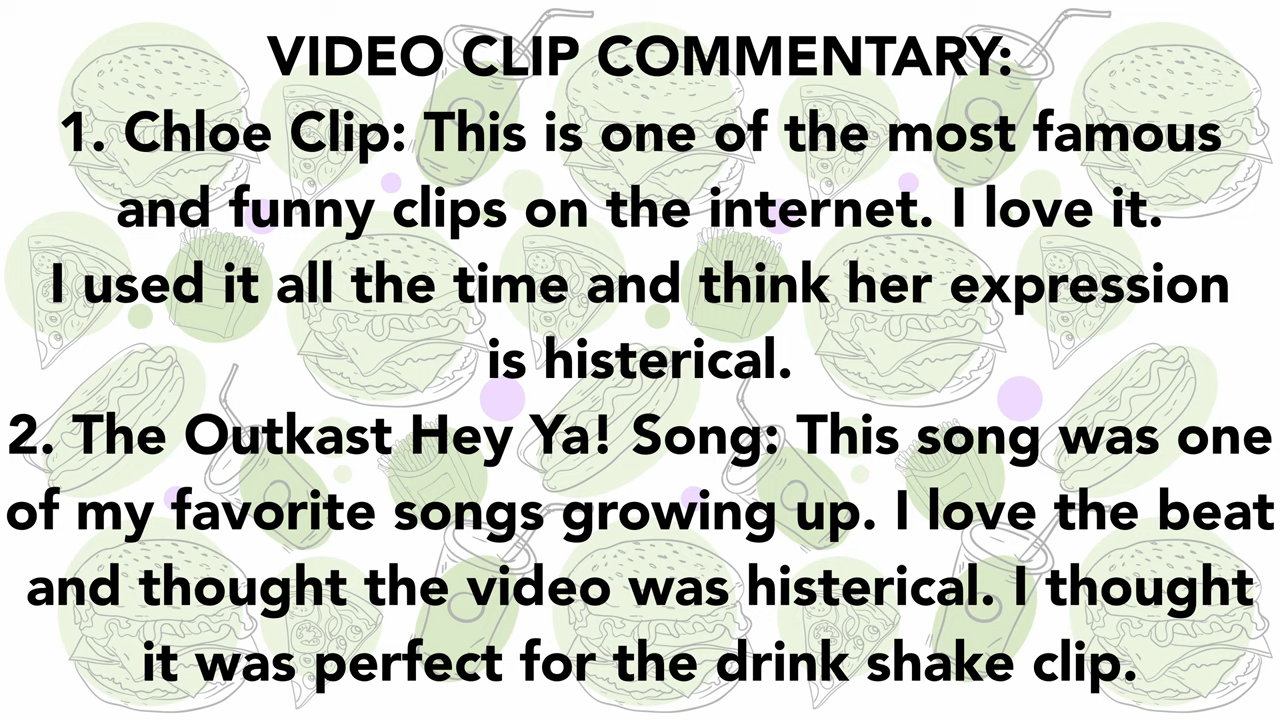 VIDEO CLIP COMMENTARY:
1. Chloe Clip: This is one of the most famous
and funny clips on the internet. I love it.
I used it all the time and think her expression
is histerical.
2. The Outkast Hey Ya! Song: This song was one
of my favorite songs growing up. I love the beat
and thought the video was histerical. I thought
it was perfect for the drink shake clip.